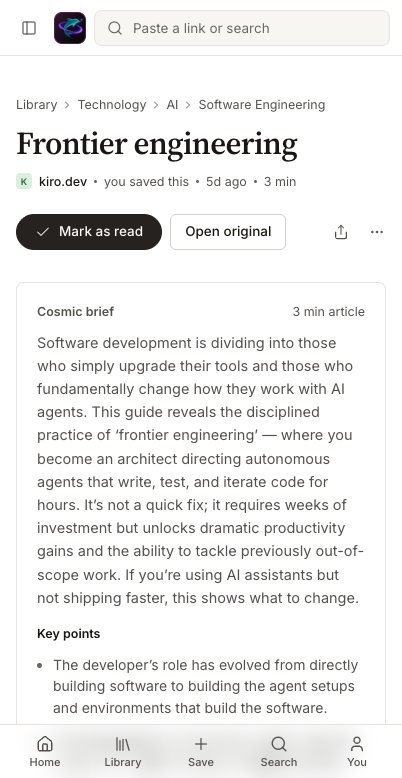 Paste a link or search
Library > Technology > AI > Software Engineering
Frontier engineering
K kiro.dev • you saved this • 5d ago • 3 min
Mark as read
Open original
Cosmic brief
3 min article
Software development is dividing into those
who simply upgrade their tools and those who
fundamentally change how they work with AI
agents. This guide reveals the disciplined
practice of ‘frontier engineering’ — where you
become an architect directing autonomous
agents that write, test, and iterate code for
hours. It’s not a quick fix; it requires weeks of
investment but unlocks dramatic productivity
gains and the ability to tackle previously out-of-
scope work. If you’re using AI assistants but
not shipping faster, this shows what to change.
Key points
• The developer’s role has evolved from directly
building software to building the agent setups
and environments that build the software.
Home
Library
Save
Search
You